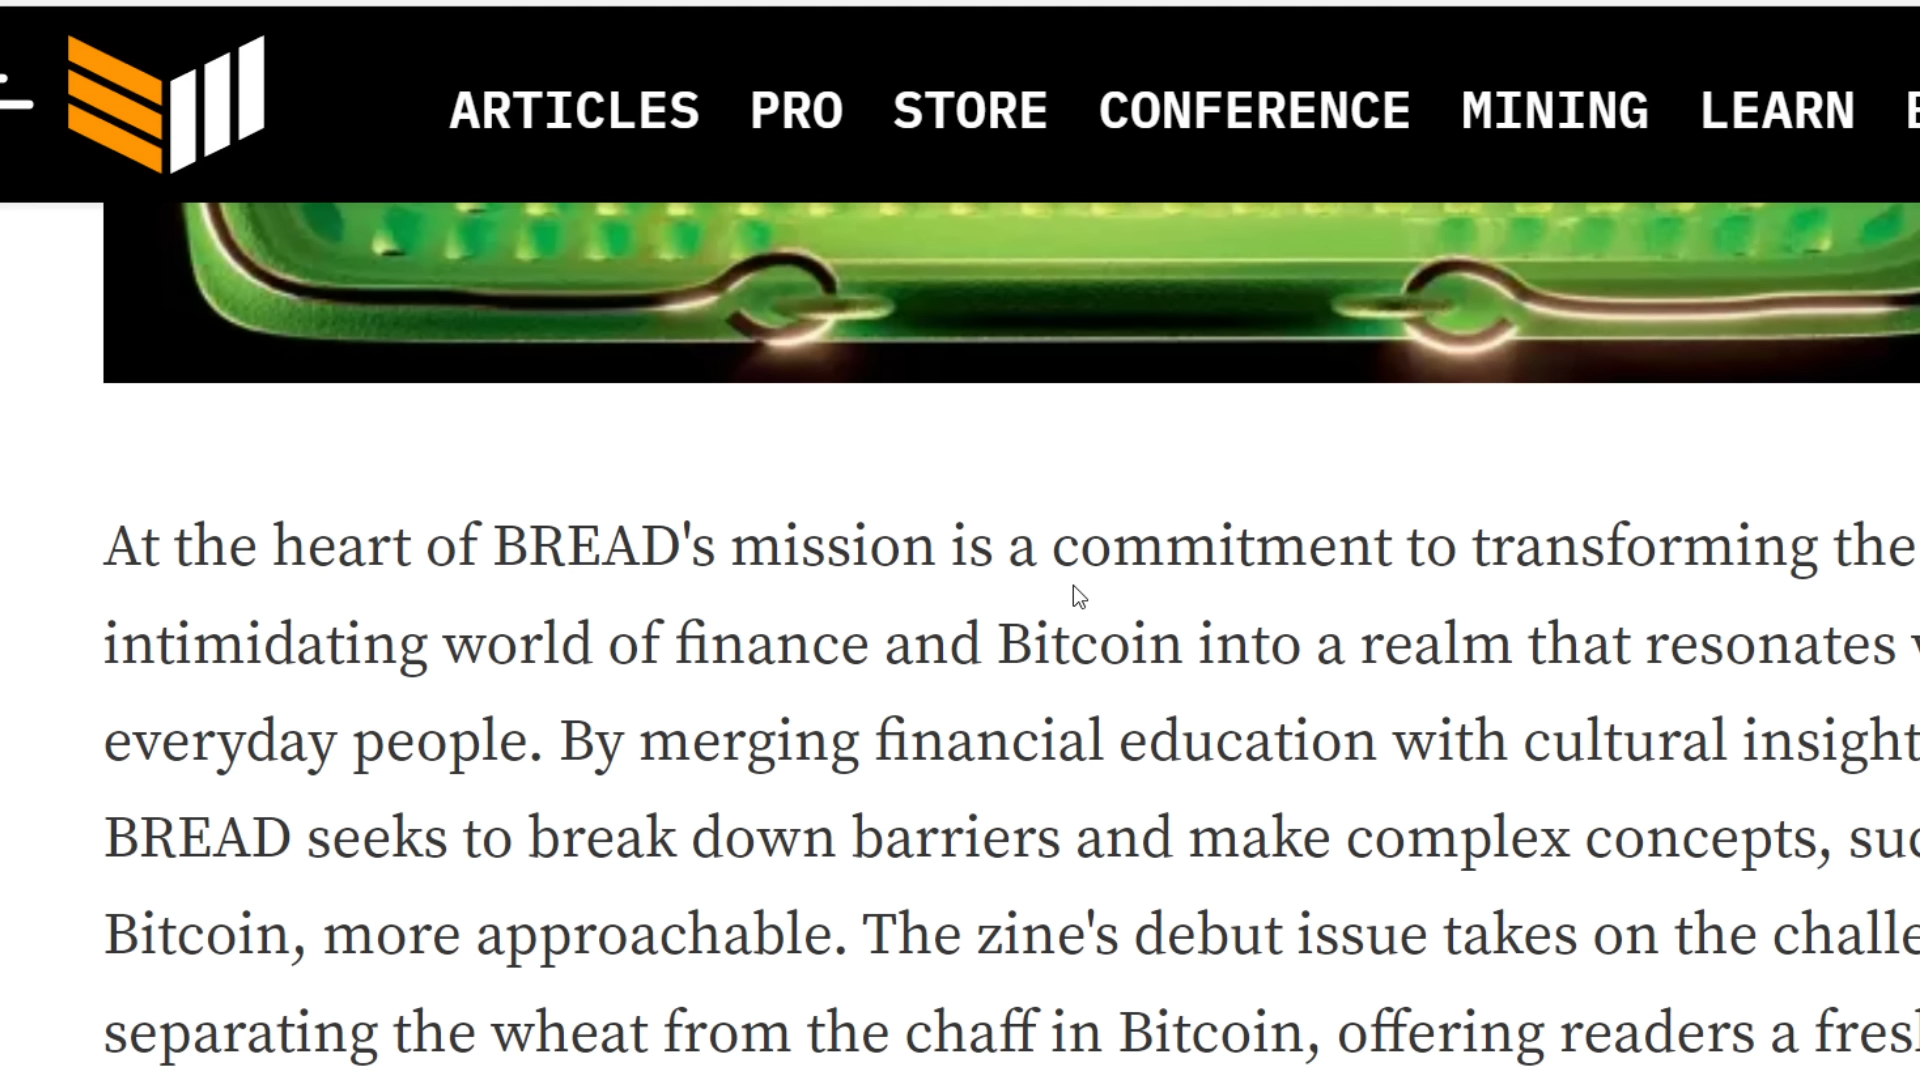 ARTICLES PRO STORE CONFERENCE MINING LEARN
At the heart of BREAD's mission is a commitment to transforming the
intimidating world of finance and Bitcoin into a realm that resonates
everyday people. By merging financial education with cultural insight
BREAD seeks to break down barriers and make complex concepts,
Bitcoin, more approachable. The zine's debut issue takes on the
separating the wheat from the chaff in Bitcoin, offering readers a